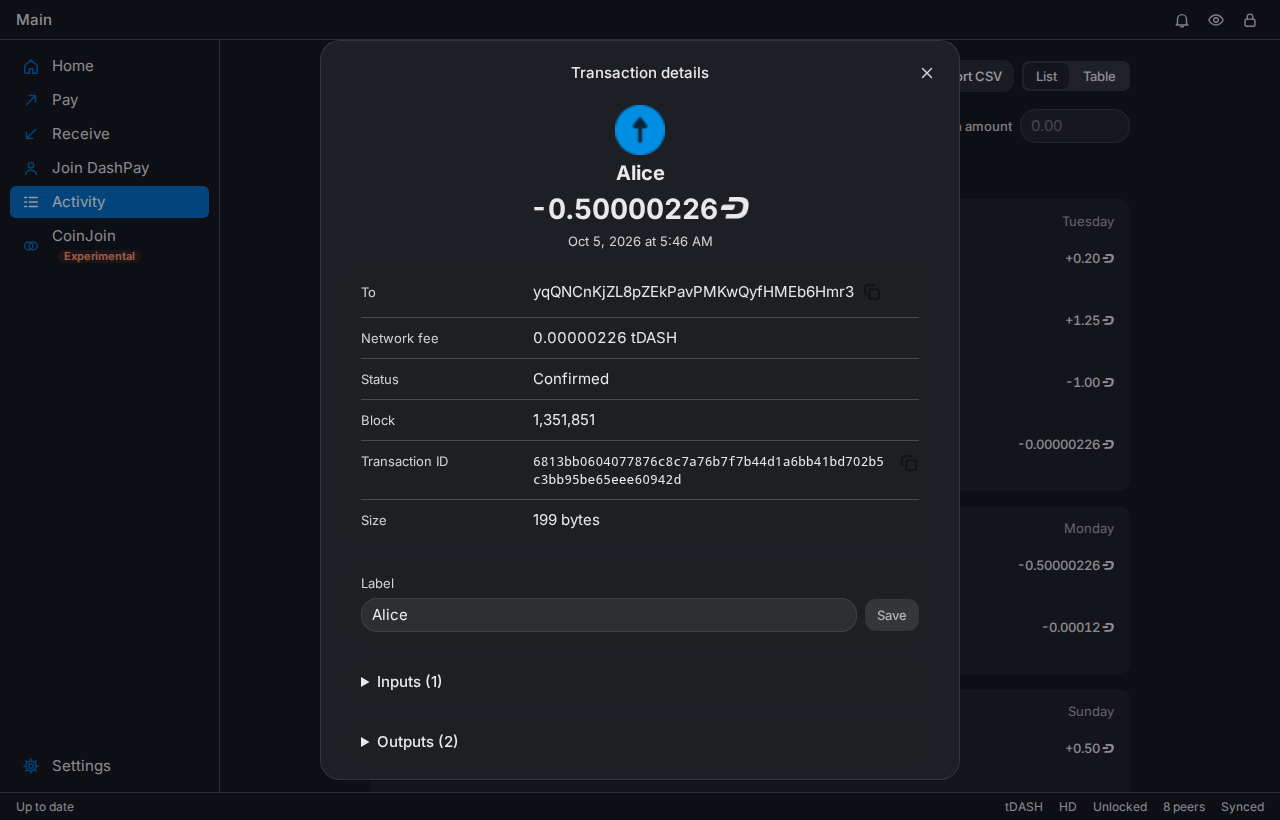 Main
Home
Pay
Receive
Join DashPay
Activity
CoinJoin
Experimental
Settings
Transaction details
Alice
-0.50000226
Oct 5, 2026 at 5:46 AM
To yqQNCnKjZL8pZEkPavPMKwQyfHMEb6Hmr3
Network fee 0.00000226 tDASH
Status Confirmed
Block 1,351,851
Transaction ID 6813bb0604077876c8c7a76b7f7b44d1a6bb41bd702b5
c3bb95be65eee60942d
Size 199 bytes
Label
Alice Save
Inputs (1)
Outputs (2)
CSV List Table
amount 0.00
Tuesday
+0.20
+1.25
-1.00
-0.00000226
Monday
-0.50000226
-0.00012
Sunday
+0.50
Up to date tDASH HD Unlocked 8 peers Synced